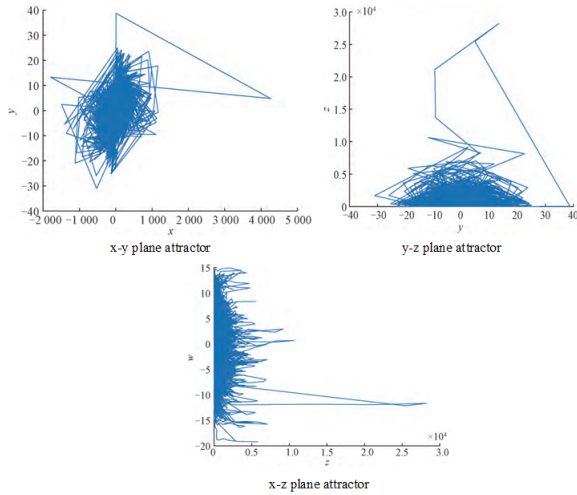 40
30
20
10
0
−10
−20
−30
−40
y
−2 000 −1 000 0 1 000 2 000 3 000 4 000 5 000
x
x-y plane attractor
×10⁴
3.0
2.5
2.0
z
1.5
1.0
0.5
0
−40 −30 −20 −10 0 10 20 30 40
y
y-z plane attractor
15
10
5
0
w
−5
−10
−15
−20
×10⁴
0 0.5 1.0 1.5 2.0 2.5 3.0
z
x-z plane attractor